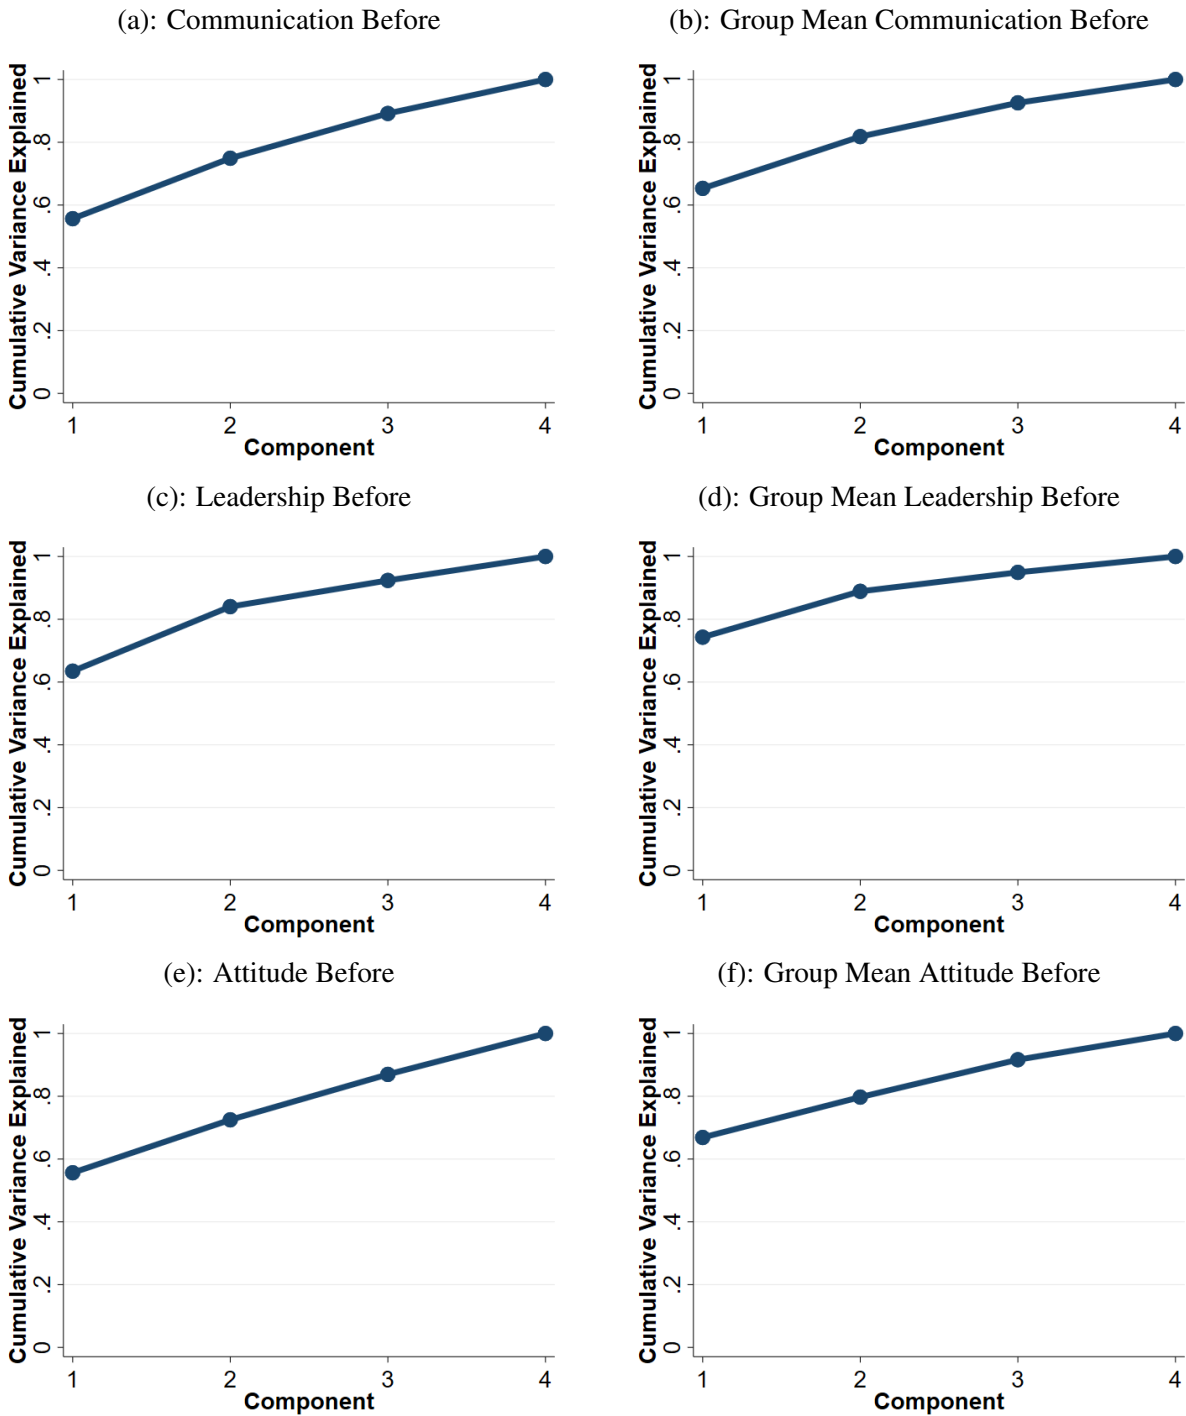 (a): Communication Before
Cumulative Variance Explained
1
.8
.6
.4
.2
0
1 2 3 4
Component
(b): Group Mean Communication Before
Cumulative Variance Explained
1
.8
.6
.4
.2
0
1 2 3 4
Component
(c): Leadership Before
Cumulative Variance Explained
1
.8
.6
.4
.2
0
1 2 3 4
Component
(d): Group Mean Leadership Before
Cumulative Variance Explained
1
.8
.6
.4
.2
0
1 2 3 4
Component
(e): Attitude Before
Cumulative Variance Explained
1
.8
.6
.4
.2
0
1 2 3 4
Component
(f): Group Mean Attitude Before
Cumulative Variance Explained
1
.8
.6
.4
.2
0
1 2 3 4
Component